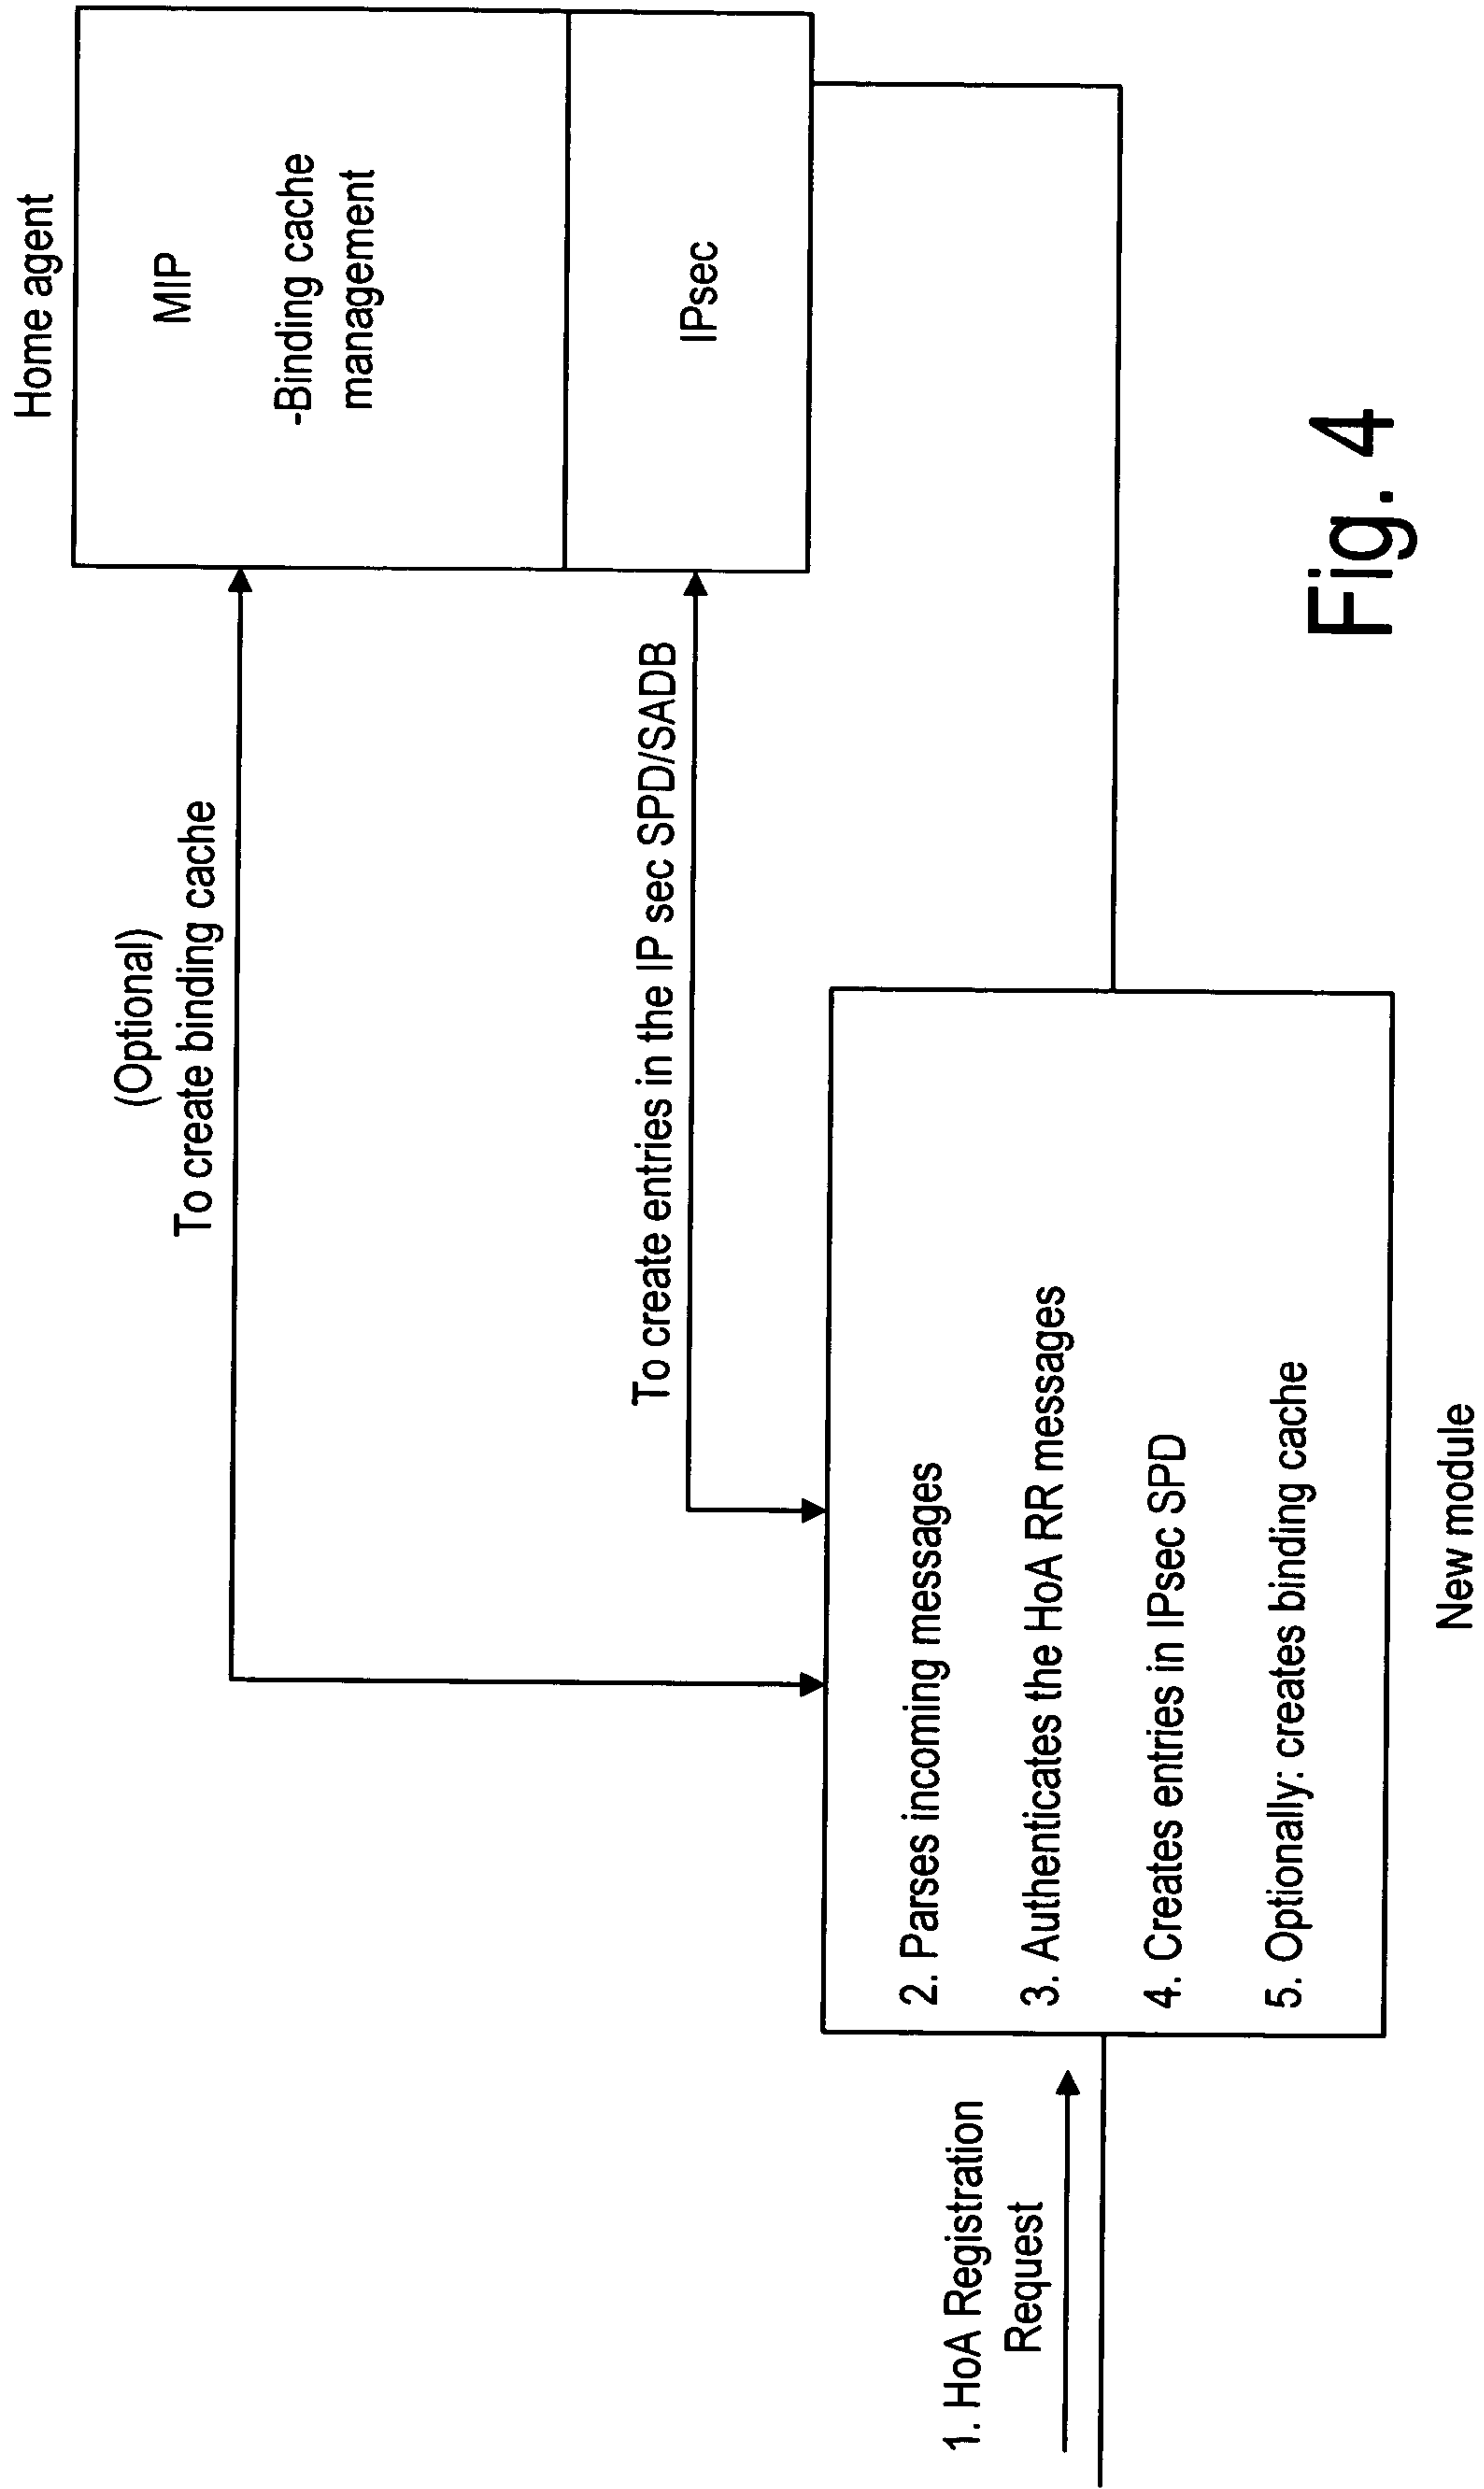 Home agent
MIP
-Binding cache
management
IPsec
(Optional)
To create binding cache
To create entries in the IP sec SPD/SADB
1. HoA Registration
Request
2. Parses incoming messages
3. Authenticates the HoA RR messages
4. Creates entries in IPsec SPD
5. Optionally: creates binding cache
New module
Fig. 4